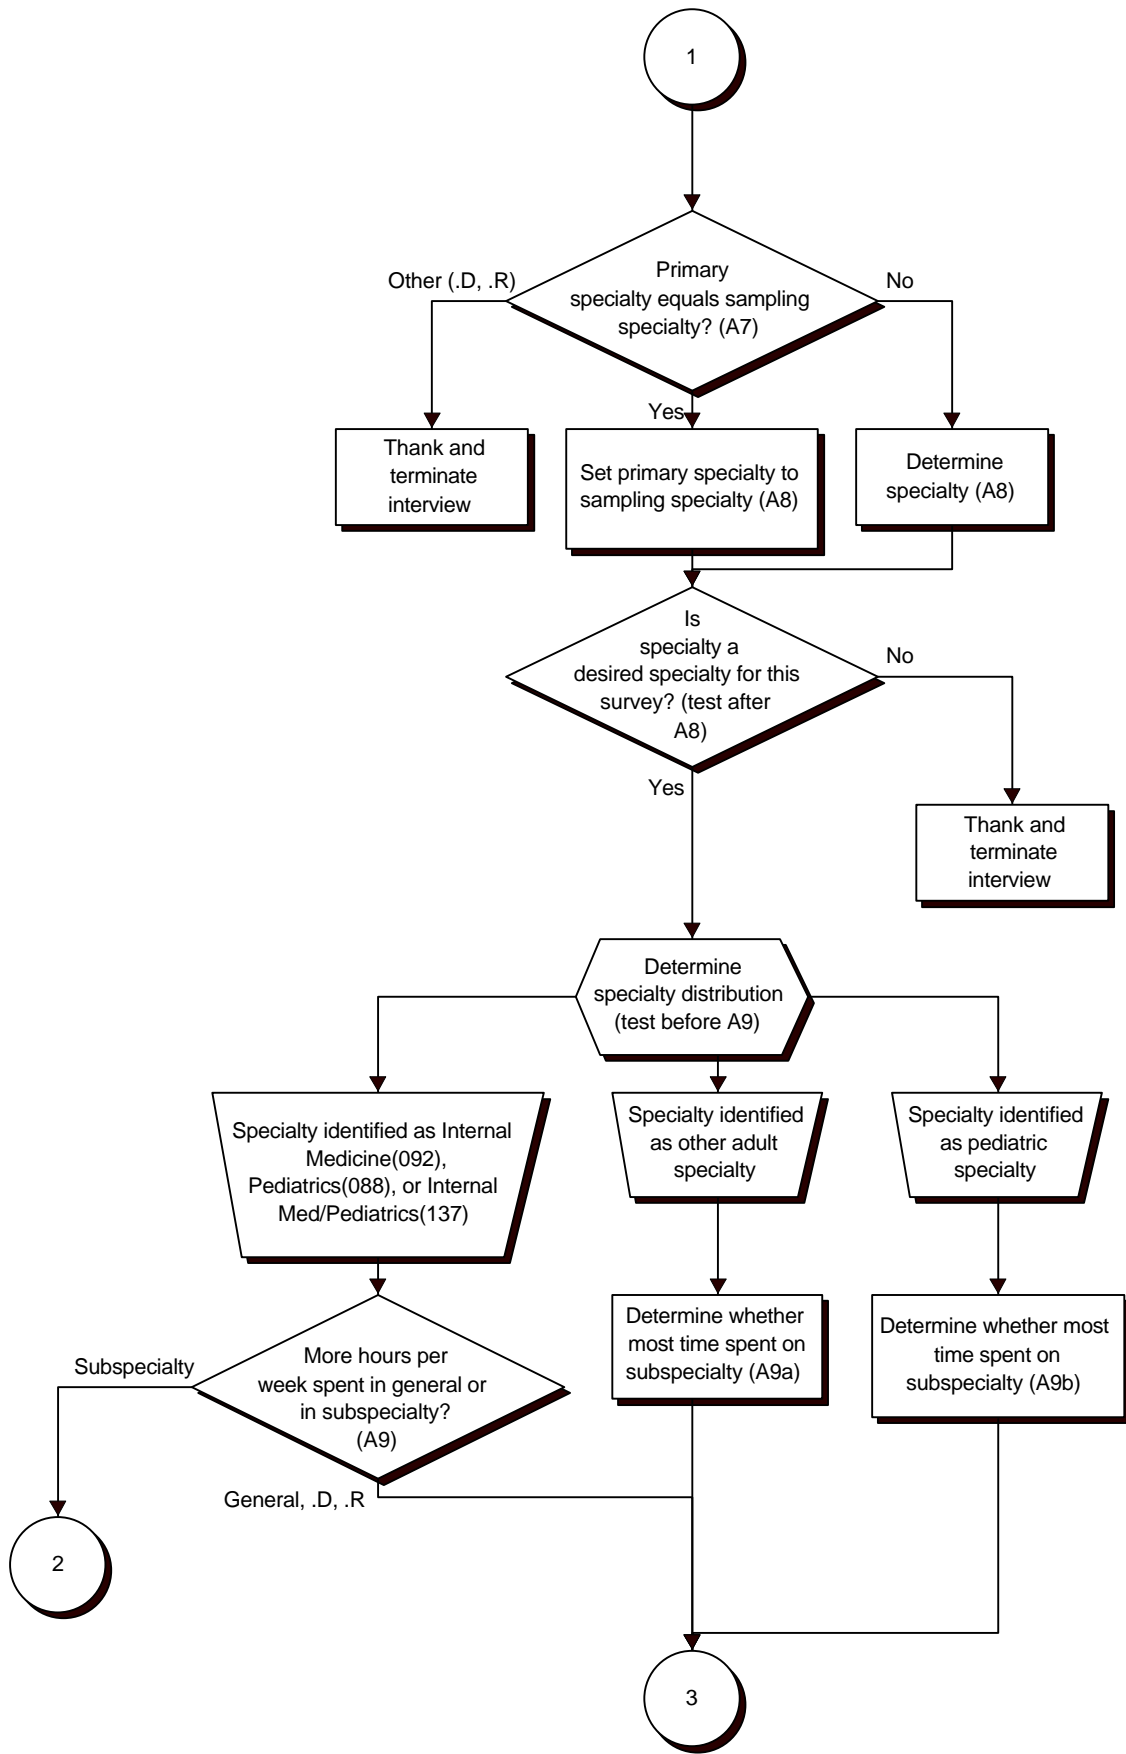 1
Primary
specialty equals sampling
specialty? (A7)
Other (.D, .R)
No
Yes
Thank and
terminate
interview
Set primary specialty to
sampling specialty (A8)
Determine
specialty (A8)
Is
specialty a
desired specialty for this
survey? (test after
A8)
No
Yes
Thank and
terminate
interview
Determine
specialty distribution
(test before A9)
Specialty identified as Internal
Medicine(092),
Pediatrics(088), or Internal
Med/Pediatrics(137)
Specialty identified
as other adult
specialty
Specialty identified
as pediatric
specialty
More hours per
week spent in general or
in subspecialty?
(A9)
Subspecialty
General, .D, .R
Determine whether
most time spent on
subspecialty (A9a)
Determine whether most
time spent on
subspecialty (A9b)
2
3